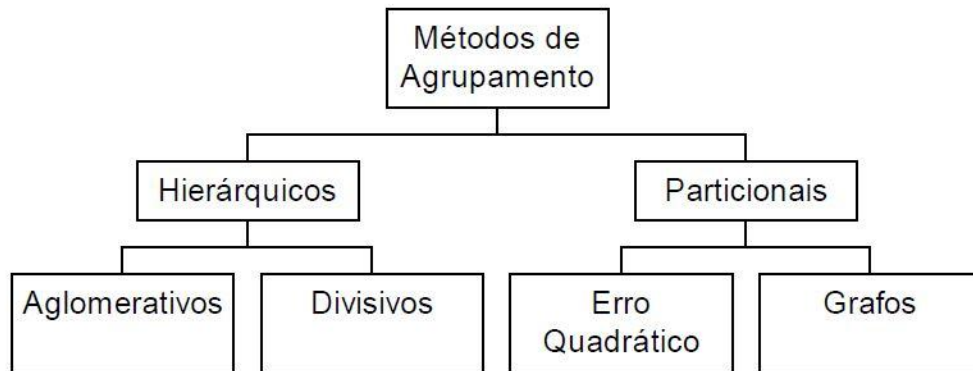 Métodos de
Agrupamento
Hierárquicos
Particionais
Aglomerativos
Divisivos
Erro
Quadrático
Grafos